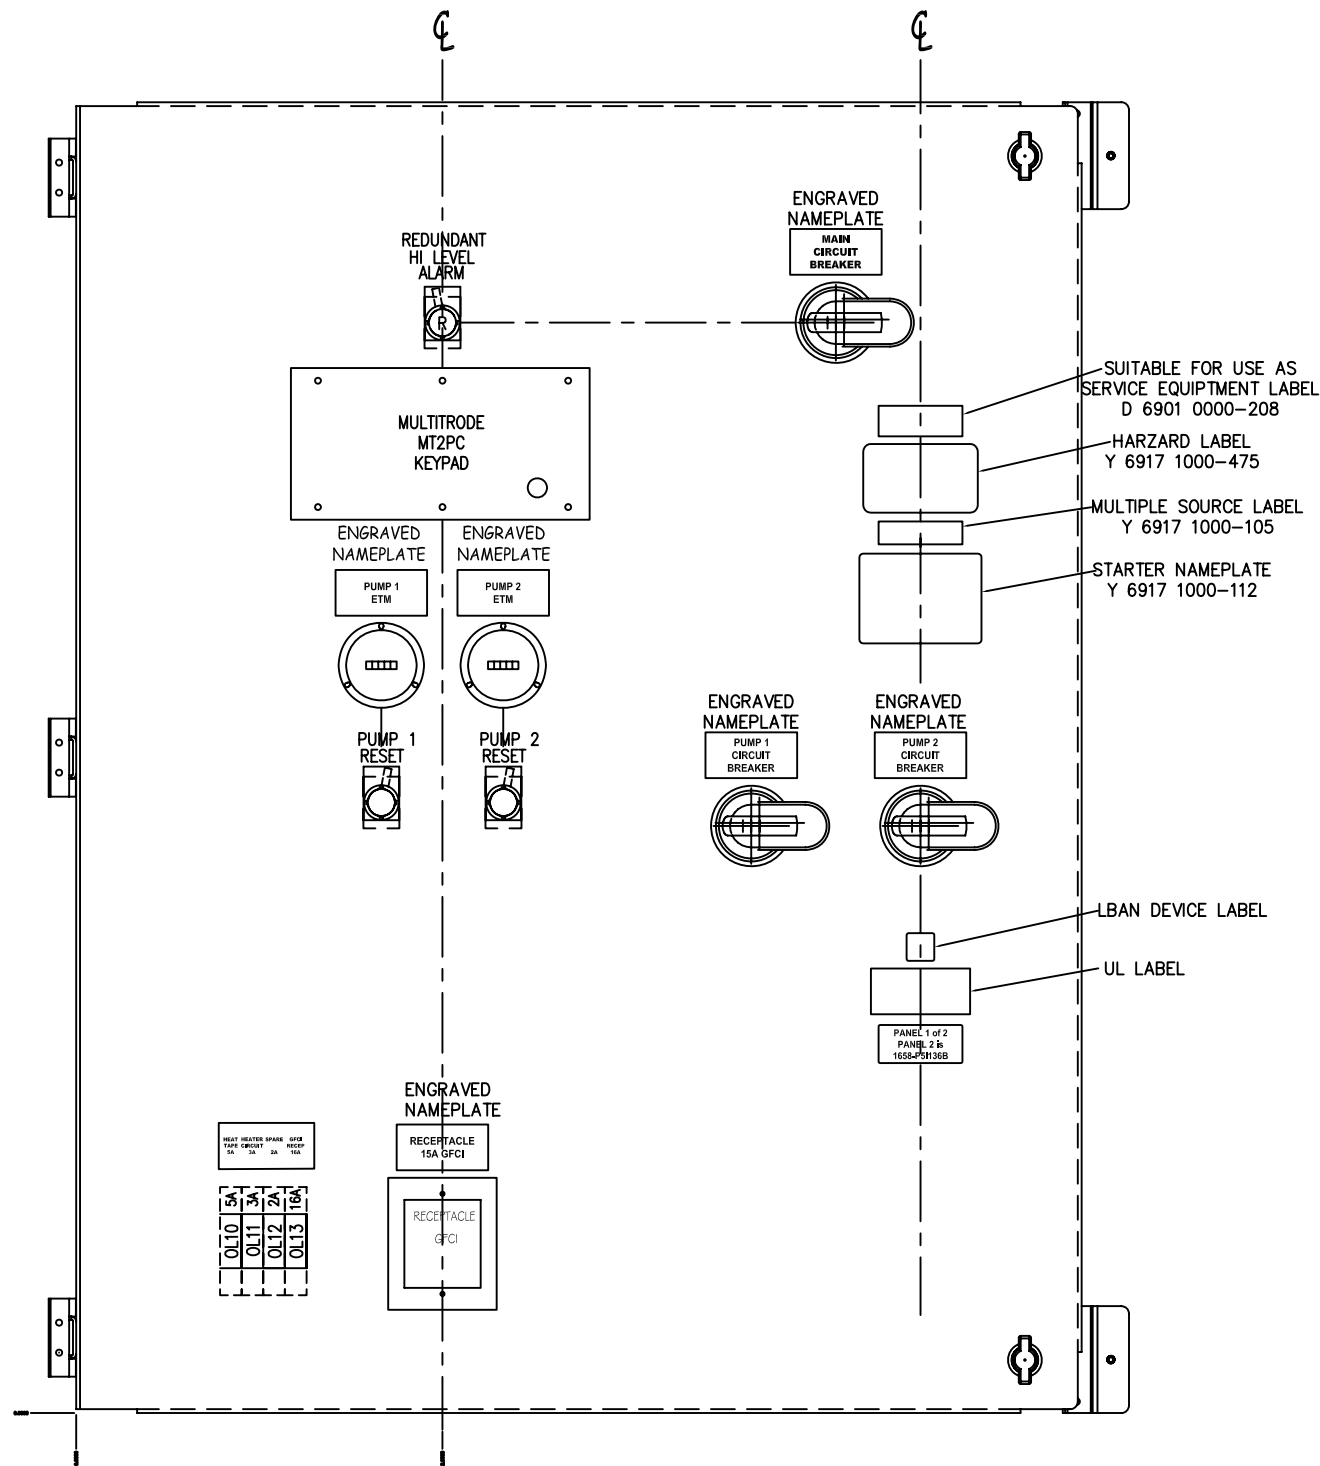 ℄
℄
ENGRAVED
NAMEPLATE
MAIN
CIRCUIT
BREAKER
REDUNDANT
HI LEVEL
ALARM
R
SUITABLE FOR USE AS
SERVICE EQUIPTMENT LABEL
D 6901 0000-208
MULTITRODE
MT2PC
KEYPAD
HARZARD LABEL
Y 6917 1000-475
MULTIPLE SOURCE LABEL
Y 6917 1000-105
ENGRAVED
NAMEPLATE
ENGRAVED
NAMEPLATE
STARTER NAMEPLATE
Y 6917 1000-112
PUMP 1
ETM
PUMP 2
ETM
ENGRAVED
NAMEPLATE
ENGRAVED
NAMEPLATE
PUMP 1
RESET
PUMP 2
RESET
PUMP 1
CIRCUIT
BREAKER
PUMP 2
CIRCUIT
BREAKER
LBAN DEVICE LABEL
UL LABEL
PANEL 1 of 2
PANEL 2 is
1658-P5I136B
ENGRAVED
NAMEPLATE
HEAT HEATER SPARE GFCI
TAPE CIRCUIT RECEP
5A 3A 2A 16A
RECEPTACLE
15A GFCI
5A
3A
2A
16A
OL10
OL11
OL12
OL13
RECEPTACLE
GFCI